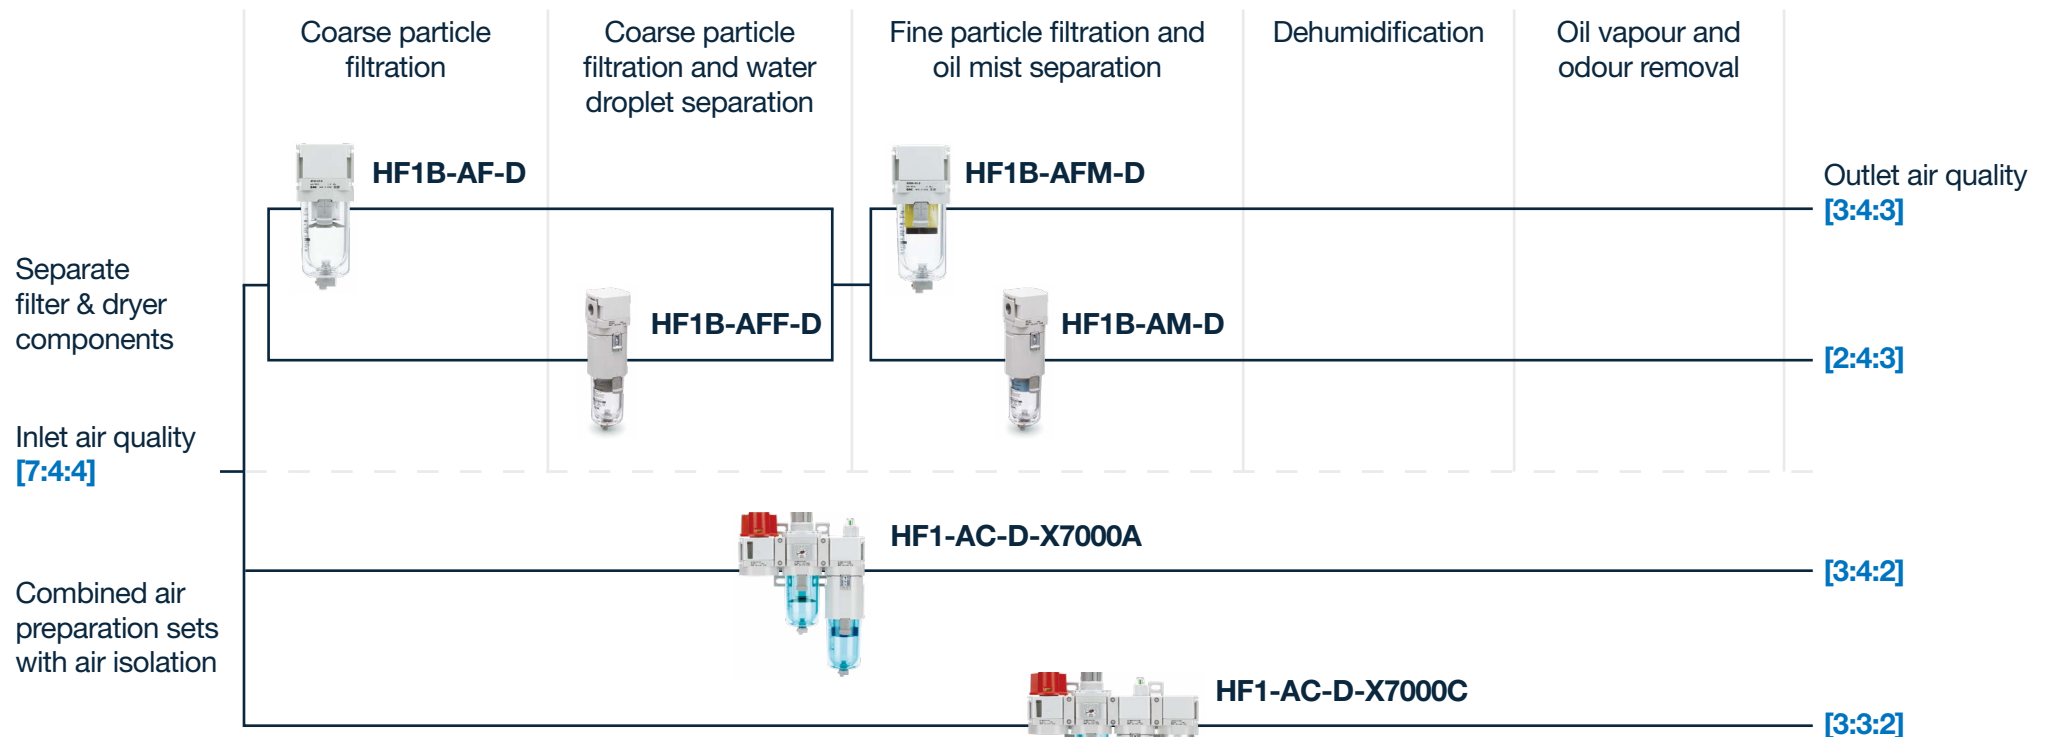 Coarse particle
filtration
Coarse particle
filtration and water
droplet separation
Fine particle filtration and
oil mist separation
Dehumidification
Oil vapour and
odour removal
HF1B-AF-D
HF1B-AFM-D
Outlet air quality
[3:4:3]
Separate
filter & dryer
components
HF1B-AFF-D
HF1B-AM-D
[2:4:3]
Inlet air quality
[7:4:4]
HF1-AC-D-X7000A
[3:4:2]
Combined air
preparation sets
with air isolation
HF1-AC-D-X7000C
[3:3:2]